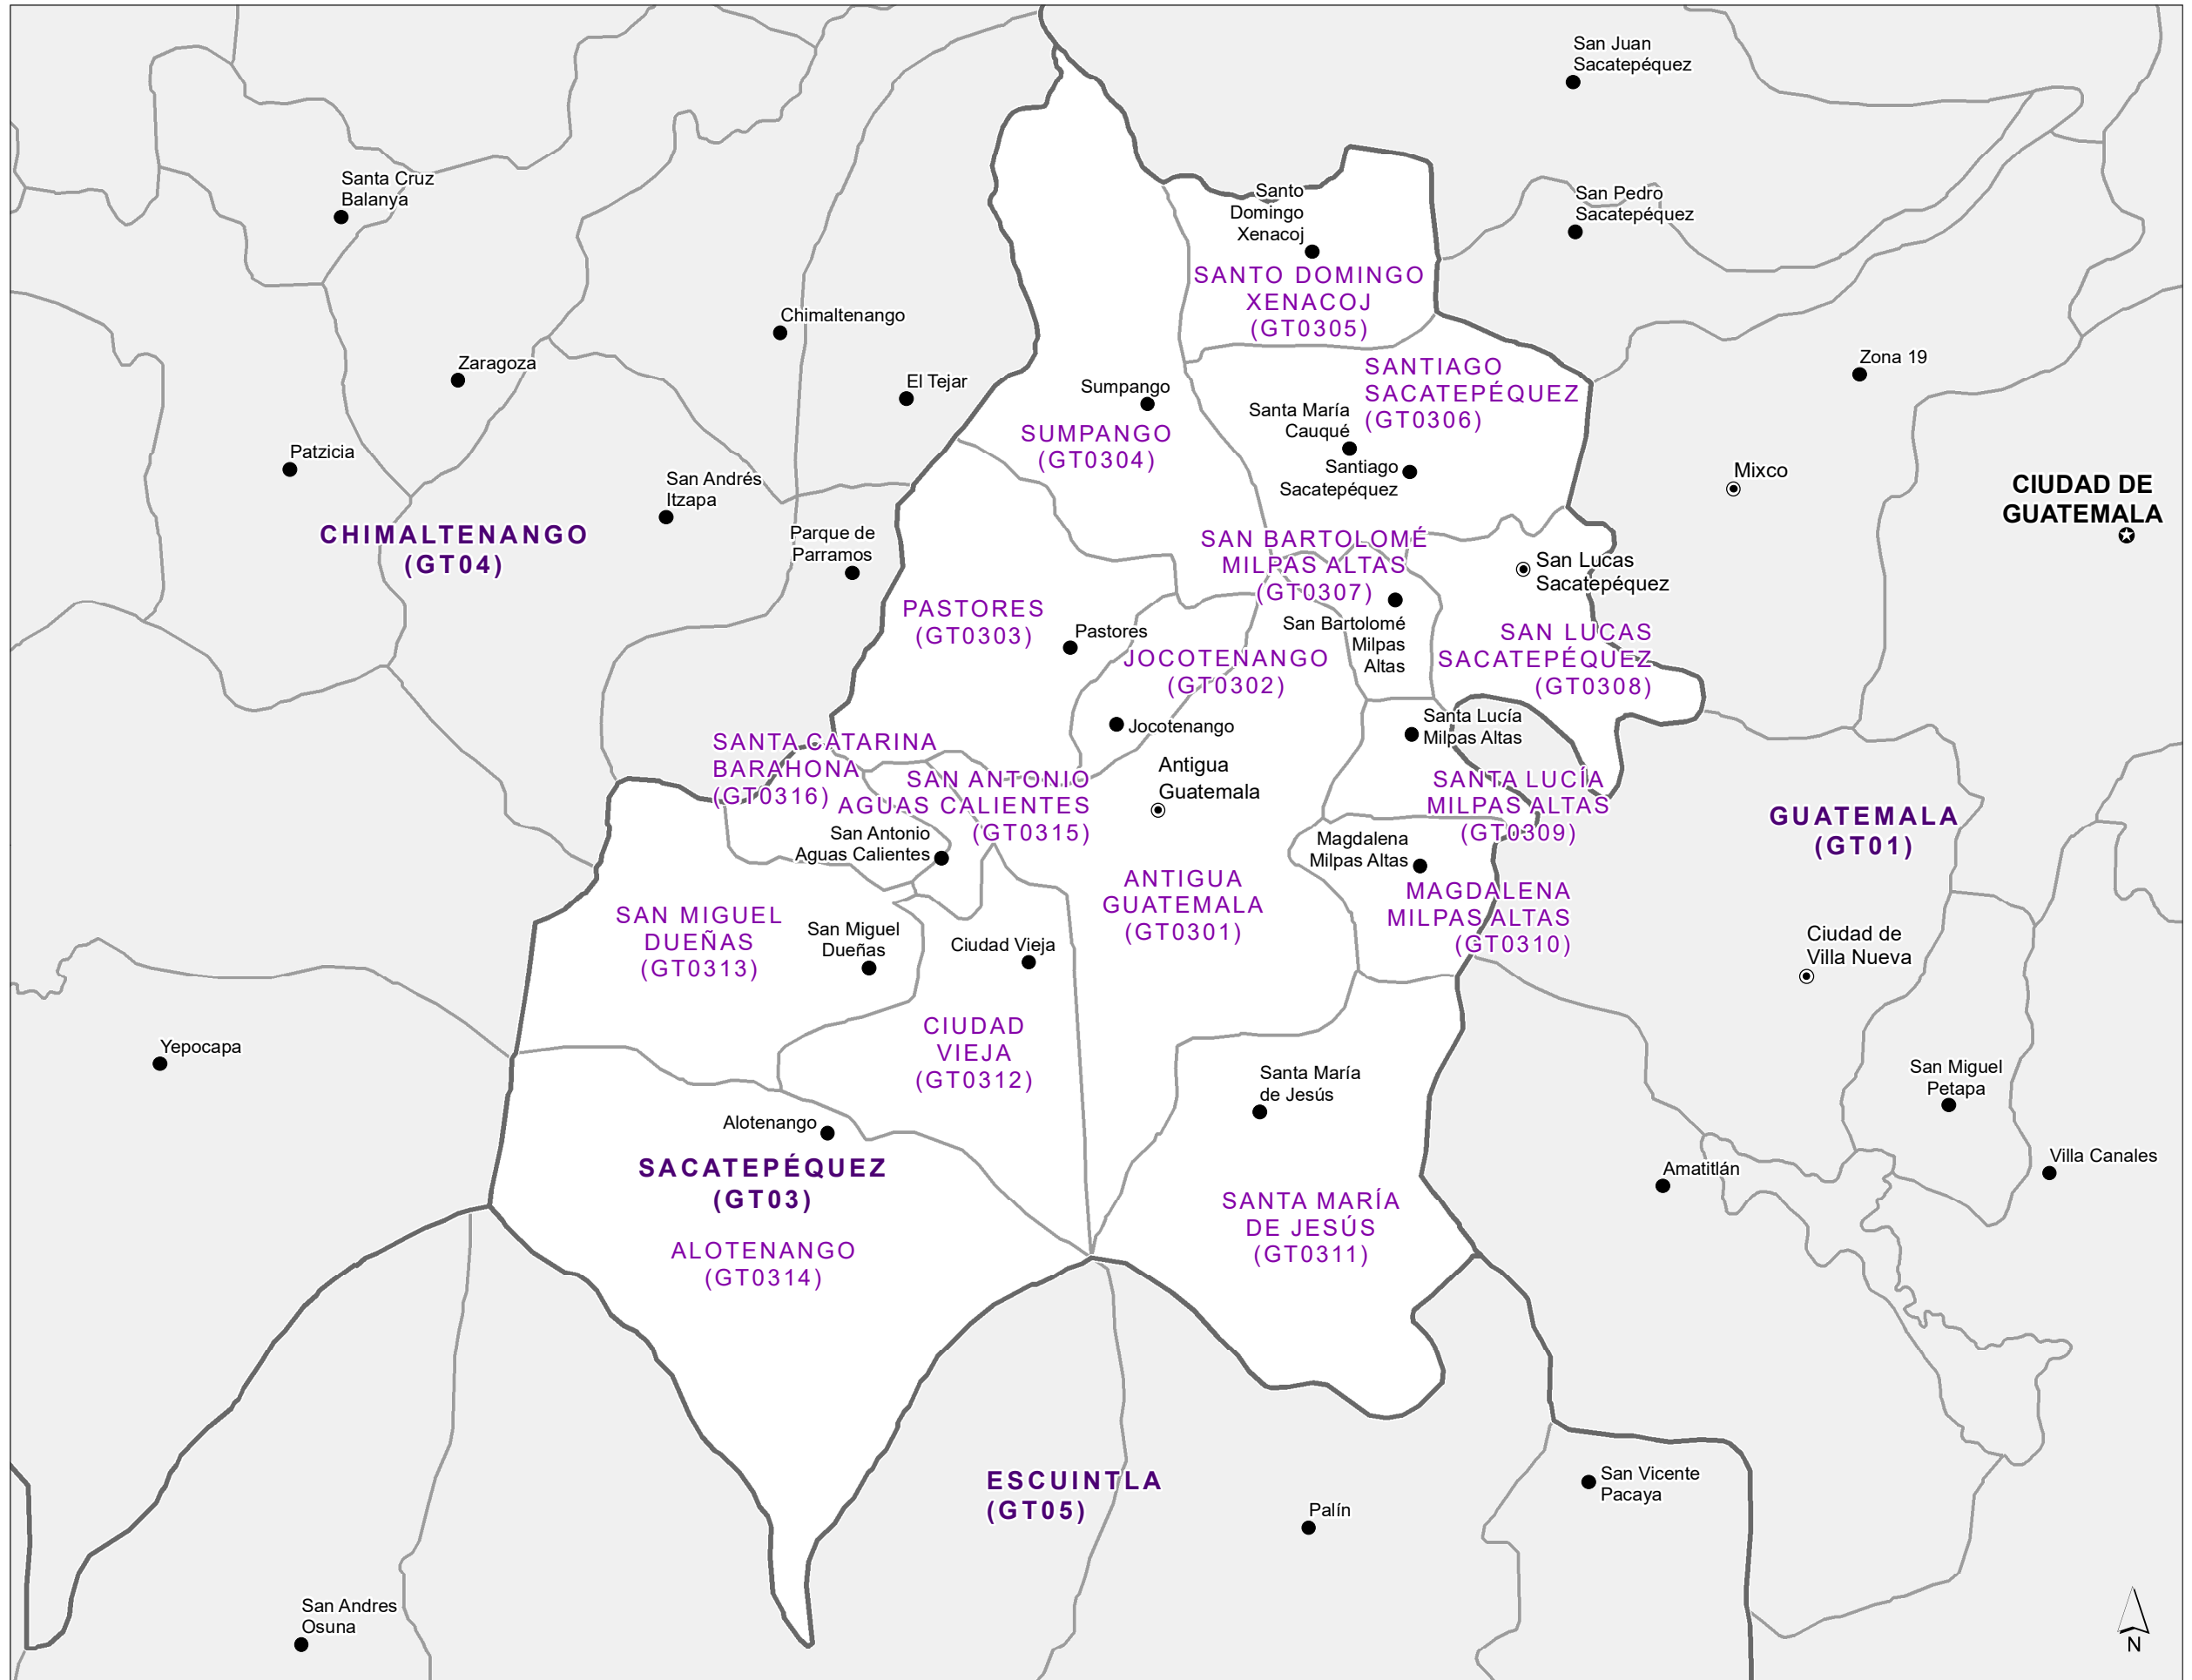 San Juan
Sacatepéquez
Santa Cruz
Balanya
Santo
Domingo
Xenacoj
San Pedro
Sacatepéquez
SANTO DOMINGO
XENACOJ
(GT0305)
Chimaltenango
Zaragoza
El Tejar
Sumpango
SANTIAGO
SACATEPÉQUEZ
(GT0306)
Zona 19
Santa María
Cauqué
SUMPANGO
(GT0304)
Patzicia
San Andrés
Itzapa
Santiago
Sacatepéquez
Mixco
CIUDAD DE
GUATEMALA
CHIMALTENANGO
(GT04)
Parque de
Parramos
SAN BARTOLOMÉ
MILPAS ALTAS
(GT0307)
San Lucas
Sacatepéquez
PASTORES
(GT0303)
Pastores
San Bartolomé
Milpas
Altas
SAN LUCAS
SACATEPÉQUEZ
(GT0308)
JOCOTENANGO
(GT0302)
Jocotenango
Santa Lucía
Milpas Altas
SANTA CATARINA
BARAHONA
(GT0316)
SAN ANTONIO
AGUAS CALIENTES
(GT0315)
Antigua
Guatemala
SANTA LUCÍA
MILPAS ALTAS
(GT0309)
GUATEMALA
(GT01)
San Antonio
Aguas Calientes
Magdalena
Milpas Altas
ANTIGUA
GUATEMALA
(GT0301)
MAGDALENA
MILPAS ALTAS
(GT0310)
SAN MIGUEL
DUEÑAS
(GT0313)
San Miguel
Dueñas
Ciudad Vieja
Ciudad de
Villa Nueva
CIUDAD
VIEJA
(GT0312)
Yepocapa
Santa María
de Jesús
San Miguel
Petapa
Alotenango
SACATEPÉQUEZ
(GT03)
Amatitlán
Villa Canales
SANTA MARÍA
DE JESÚS
(GT0311)
ALOTENANGO
(GT0314)
ESCUINTLA
(GT05)
San Vicente
Pacaya
Palín
San Andres
Osuna
N